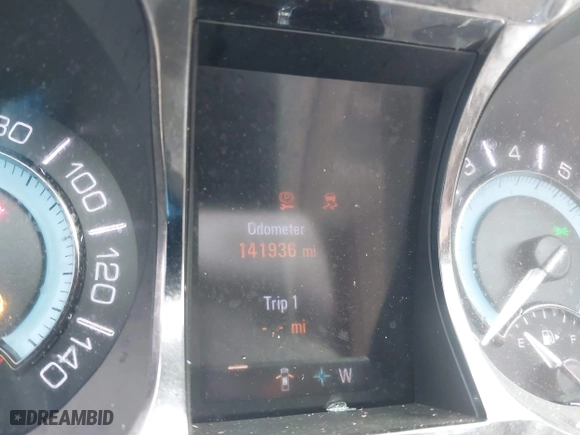 80
100
120
140
Odometer
141936 mi
Trip 1
-.- mi
W
3
4
5
E
F
DREAMBID